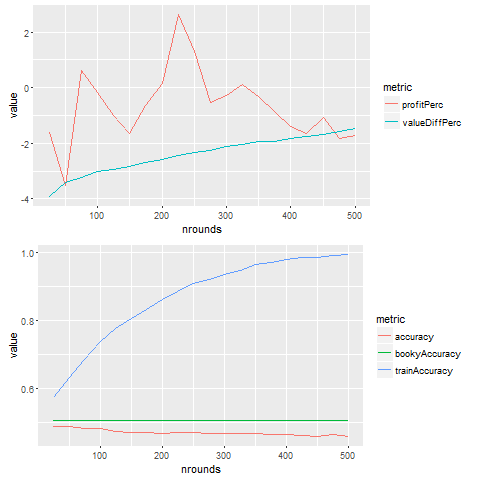 2
0
-2
-4
value
100
200
300
400
500
nrounds
metric
profitPerc
valueDiffPerc
1.0
0.8
0.6
value
100
200
300
400
500
nrounds
metric
accuracy
bookyAccuracy
trainAccuracy